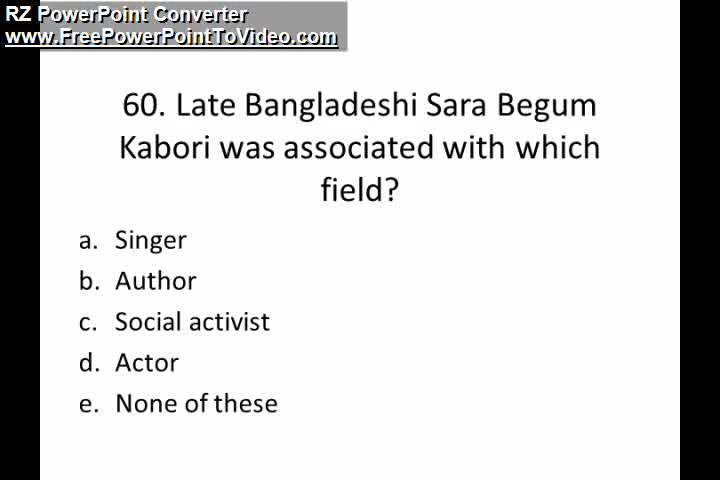 RZ PowerPoint Converter
www.FreePowerPointToVideo.com
60. Late Bangladeshi Sara Begum
Kabori was associated with which
field?
a. Singer
b. Author
c. Social activist
d. Actor
e. None of these